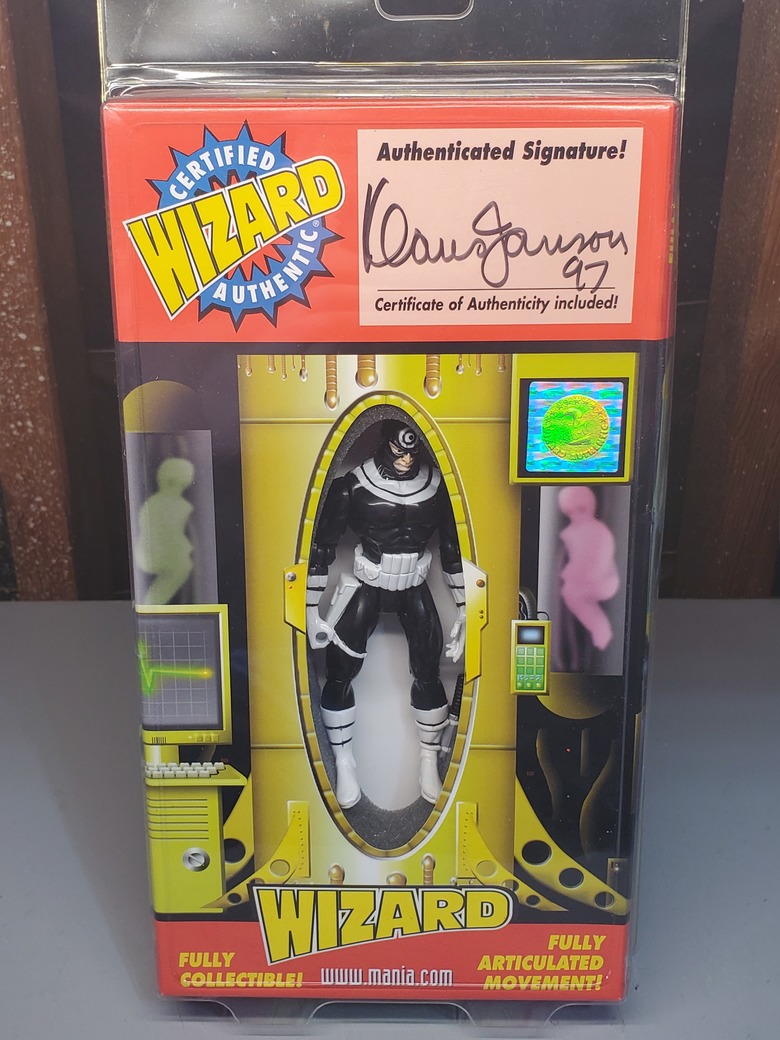 CERTIFIED
WIZARD®
AUTHENTIC
Authenticated Signature!
Klaus Janson
97
Certificate of Authenticity included!
WIZARD
FULLY
COLLECTIBLE!
www.mania.com
FULLY
ARTICULATED
MOVEMENT!